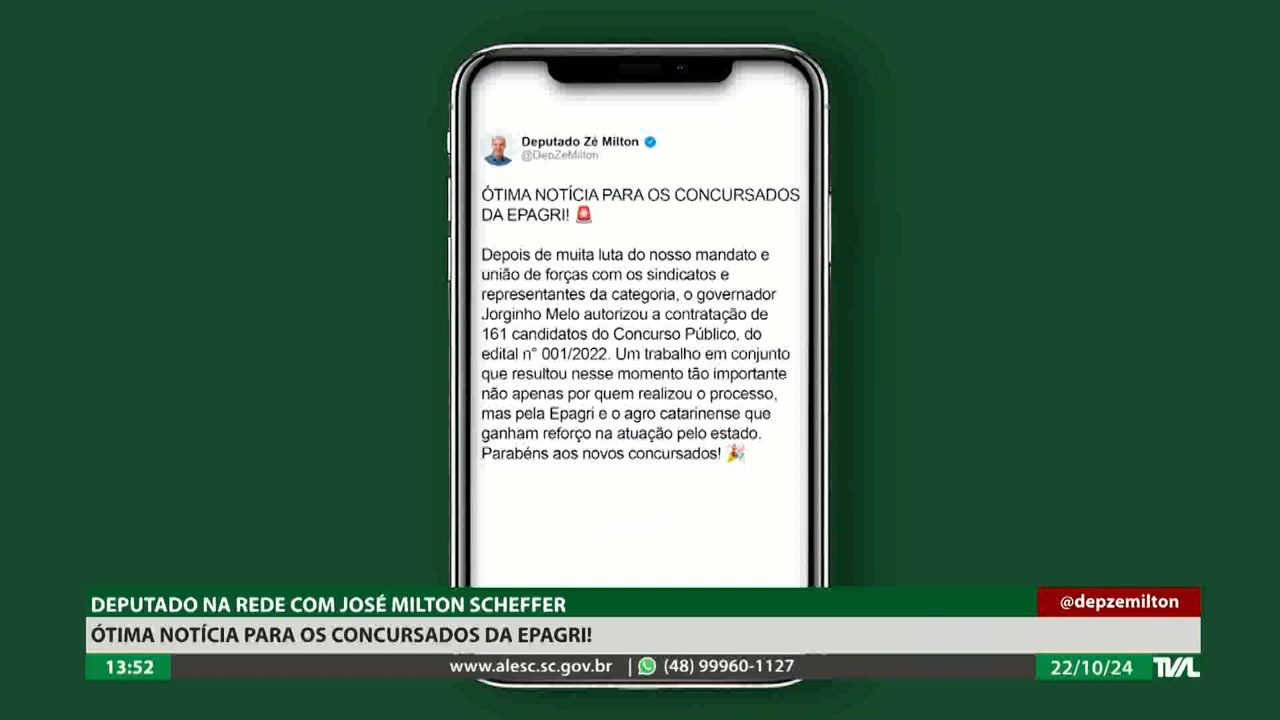 Deputado Zé Milton
@DepZeMilton
ÓTIMA NOTÍCIA PARA OS CONCURSADOS
DA EPAGRI! 🚨
Depois de muita luta do nosso mandato e
união de forças com os sindicatos e
representantes da categoria, o governador
Jorginho Melo autorizou a contratação de
161 candidatos do Concurso Público, do
edital n° 001/2022. Um trabalho em conjunto
que resultou nesse momento tão importante
não apenas por quem realizou o processo,
mas pela Epagri e o agro catarinense que
ganham reforço na atuação pelo estado.
Parabéns aos novos concursados! 🎉
DEPUTADO NA REDE COM JOSÉ MILTON SCHEFFER
@depzemilton
ÓTIMA NOTÍCIA PARA OS CONCURSADOS DA EPAGRI!
13:52
www.alesc.sc.gov.br | (48) 99960-1127
22/10/24
TVAL